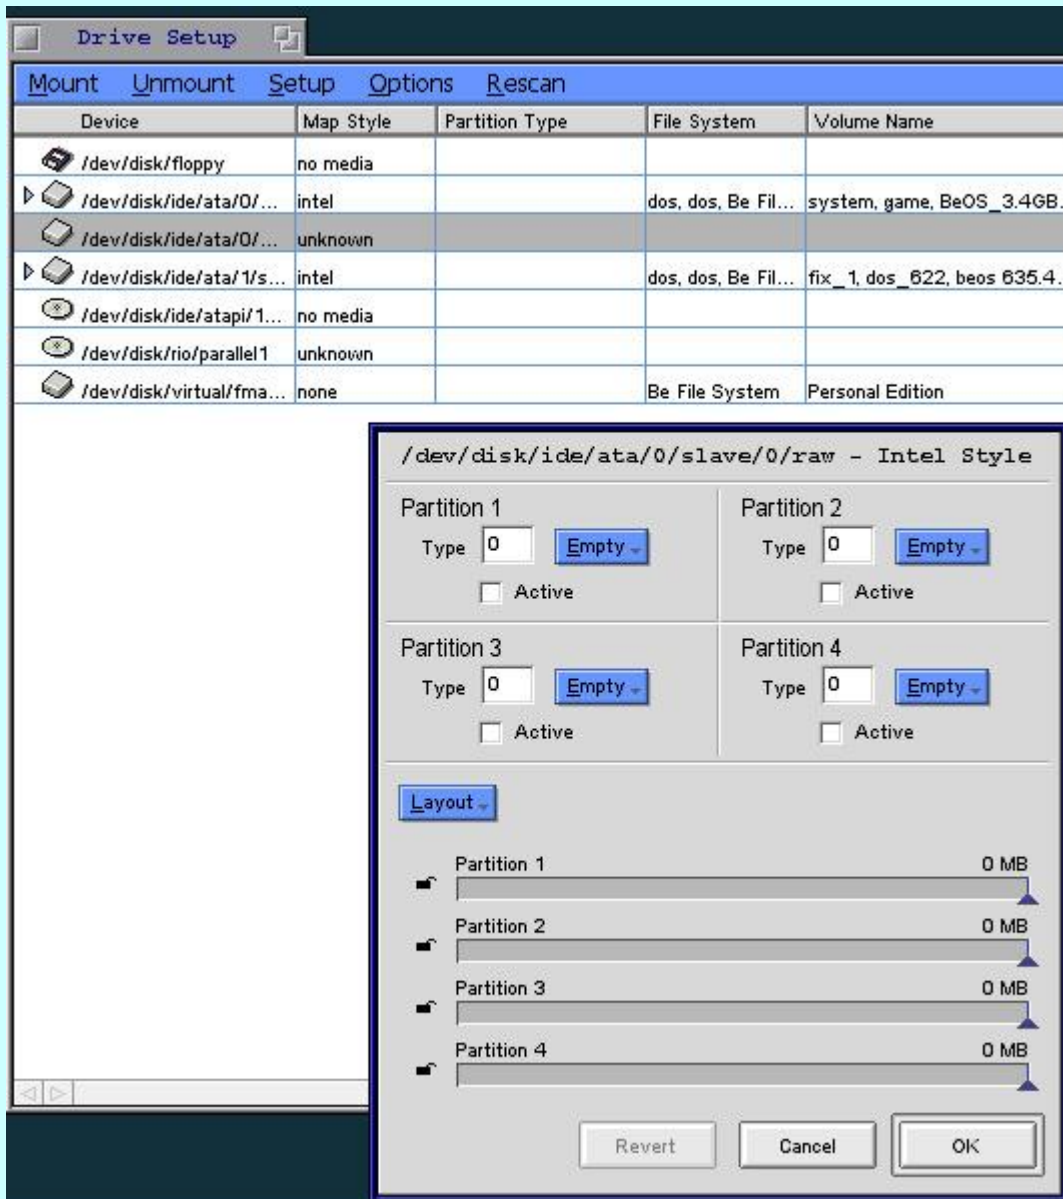 Drive Setup
Mount Unmount Setup Options Rescan
Device Map Style Partition Type File System Volume Name
/dev/disk/floppy no media
/dev/disk/ide/ata/0/... intel dos, dos, Be Fil... system, game, BeOS_3.4GB.
/dev/disk/ide/ata/0/... unknown
/dev/disk/ide/ata/1/s... intel dos, dos, Be Fil... fix_1, dos_622, beos 635.4.
/dev/disk/ide/atapi/1... no media
/dev/disk/rio/parallel1 unknown
/dev/disk/virtual/fma... none Be File System Personal Edition
/dev/disk/ide/ata/0/slave/0/raw - Intel Style
Partition 1 Partition 2
Type 0 Empty Type 0 Empty
Active Active
Partition 3 Partition 4
Type 0 Empty Type 0 Empty
Active Active
Layout
Partition 1 0 MB
Partition 2 0 MB
Partition 3 0 MB
Partition 4 0 MB
Revert Cancel OK